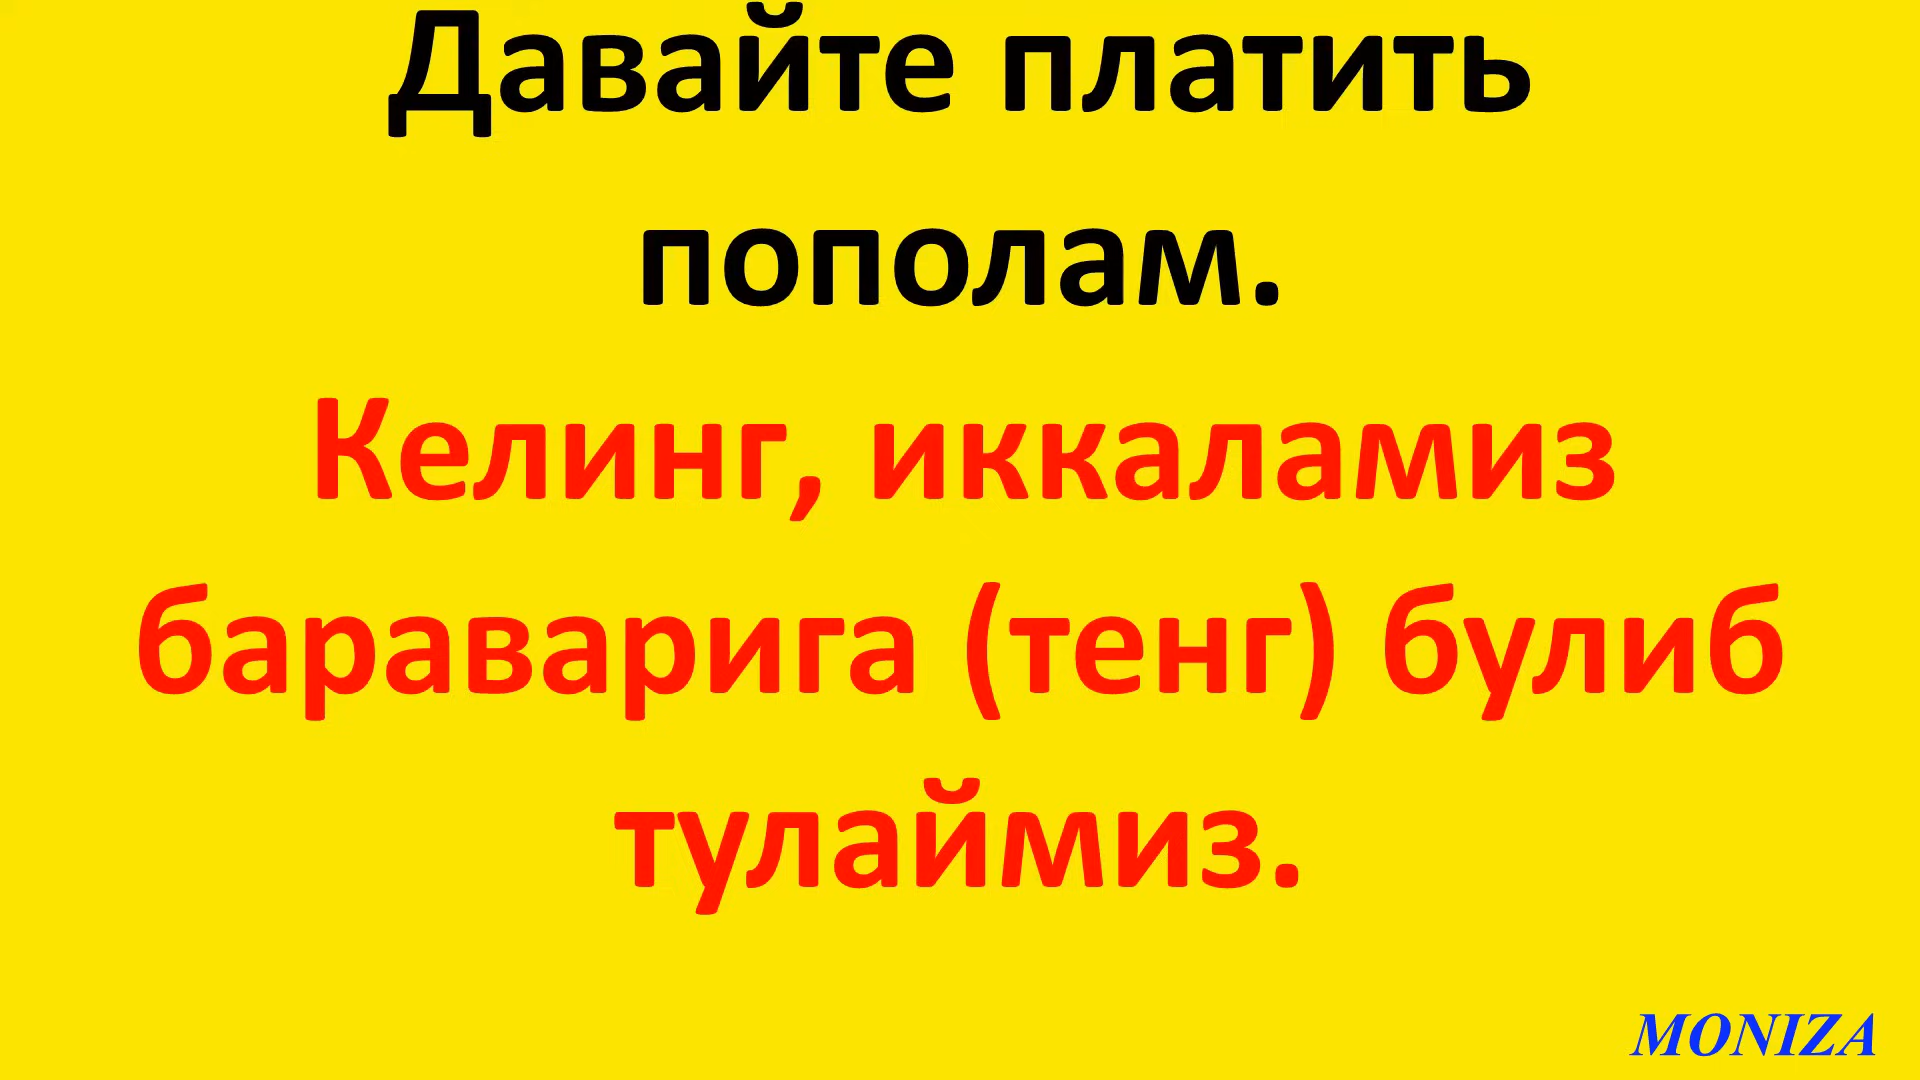 Давайте платить
пополам.
Келинг, иккаламиз
бараварига (тенг) булиб
тулаймиз.
MONIZA